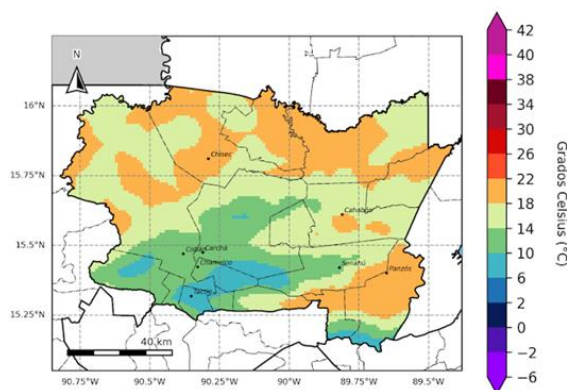 N
16°N
15.75°N
15.5°N
15.25°N
90.75°W
90.5°W
90.25°W
90°W
89.75°W
89.5°W
Chisec
Cahabón
Cobán
Carchá
Chamelco
Senahú
Panzós
Tactic
40 km
42
40
38
34
30
26
22
18
14
10
6
2
0
−2
−6
Grados Celsius (°C)